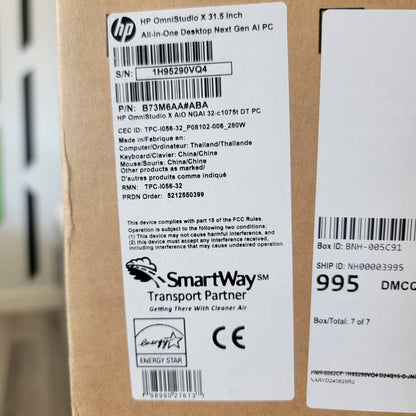 hp
HP OmniStudio X 31.5 inch
All-in-One Desktop Next Gen AI PC
S/N: 1H95290VQ4
P/N: B73M6AA#ABA
HP OmniStudio X AiO NGAI 32-c1075t DT PC
CEC ID: TPC-I056-32_P08102-006_280W
Computer/Ordinateur: Thailand/Thaïlande
Keyboard/Clavier: China/Chine
Mouse/Souris: China/Chine
Other products as marked/
D'autres produits comme indiqué
RMN: TPC-I056-32
PRDN Order: 5212550399
This device complies with part 15 of the FCC Rules.
Operation is subject to the following two conditions:
(1) This device may not cause harmful interference, and
(2) this device must accept any interference received,
including interference that may cause undesired operation.
SmartWay SM
Transport Partner
Getting There With Cleaner Air
energy
ENERGY STAR
CE
Box ID: BNH-005C91
SHIP ID: NH00003995
995 DMCQ
Box/Total: 7 of 7